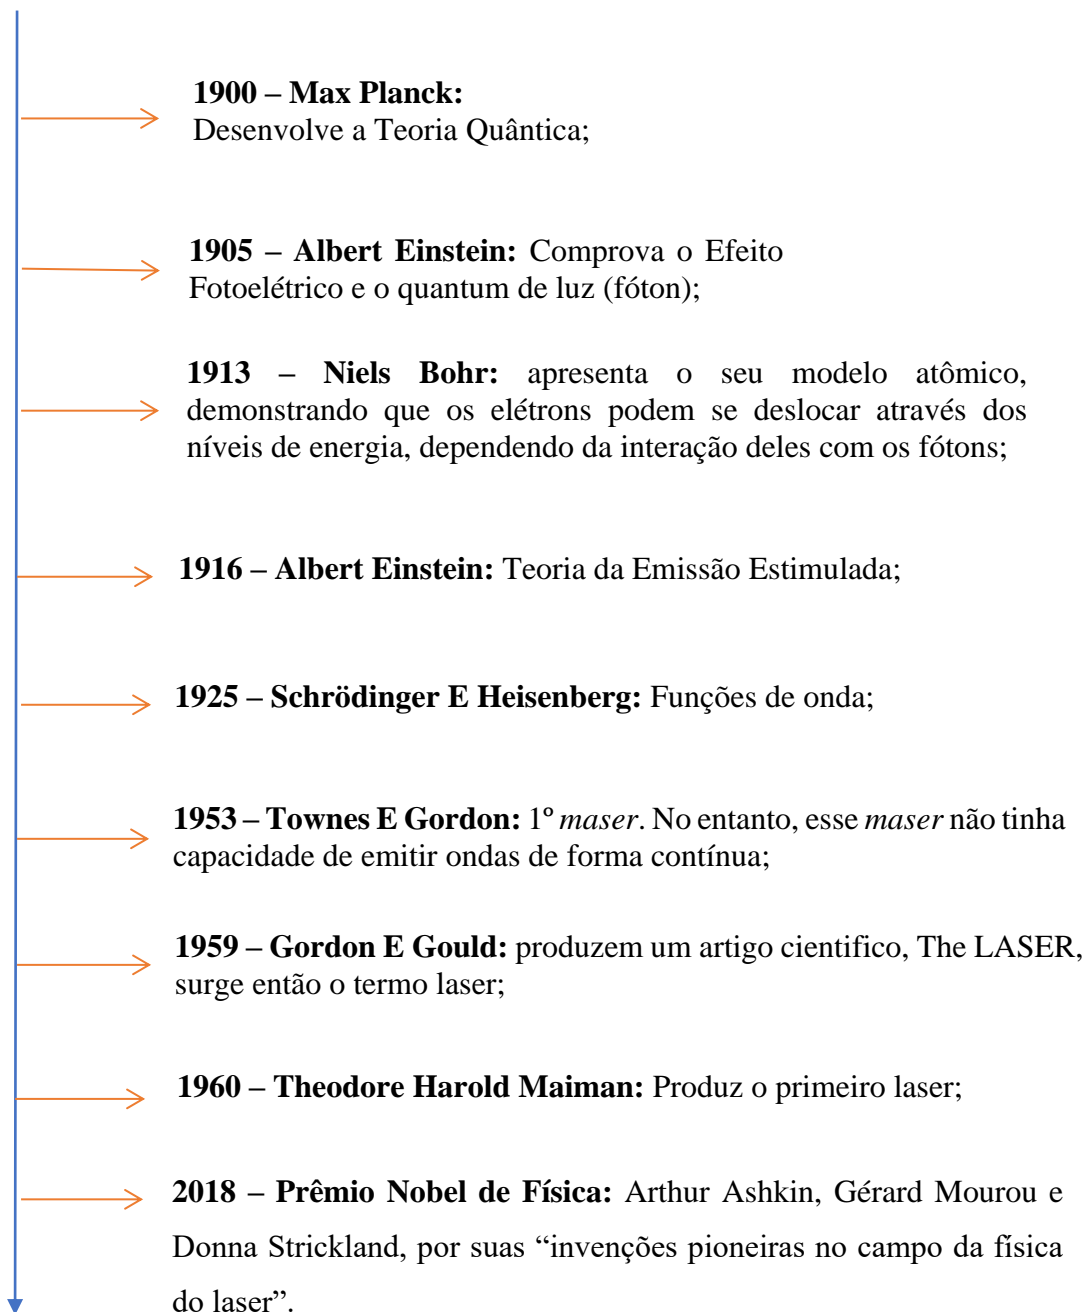 1900 – Max Planck:
Desenvolve a Teoria Quântica;
1905 – Albert Einstein: Comprova o Efeito
Fotoelétrico e o quantum de luz (fóton);
1913 – Niels Bohr: apresenta o seu modelo atômico,
demonstrando que os elétrons podem se deslocar através dos
níveis de energia, dependendo da interação deles com os fótons;
1916 – Albert Einstein: Teoria da Emissão Estimulada;
1925 – Schrödinger E Heisenberg: Funções de onda;
1953 – Townes E Gordon: 1º maser. No entanto, esse maser não tinha
capacidade de emitir ondas de forma contínua;
1959 – Gordon E Gould: produzem um artigo cientifico, The LASER,
surge então o termo laser;
1960 – Theodore Harold Maiman: Produz o primeiro laser;
2018 – Prêmio Nobel de Física: Arthur Ashkin, Gérard Mourou e
Donna Strickland, por suas “invenções pioneiras no campo da física
do laser”.